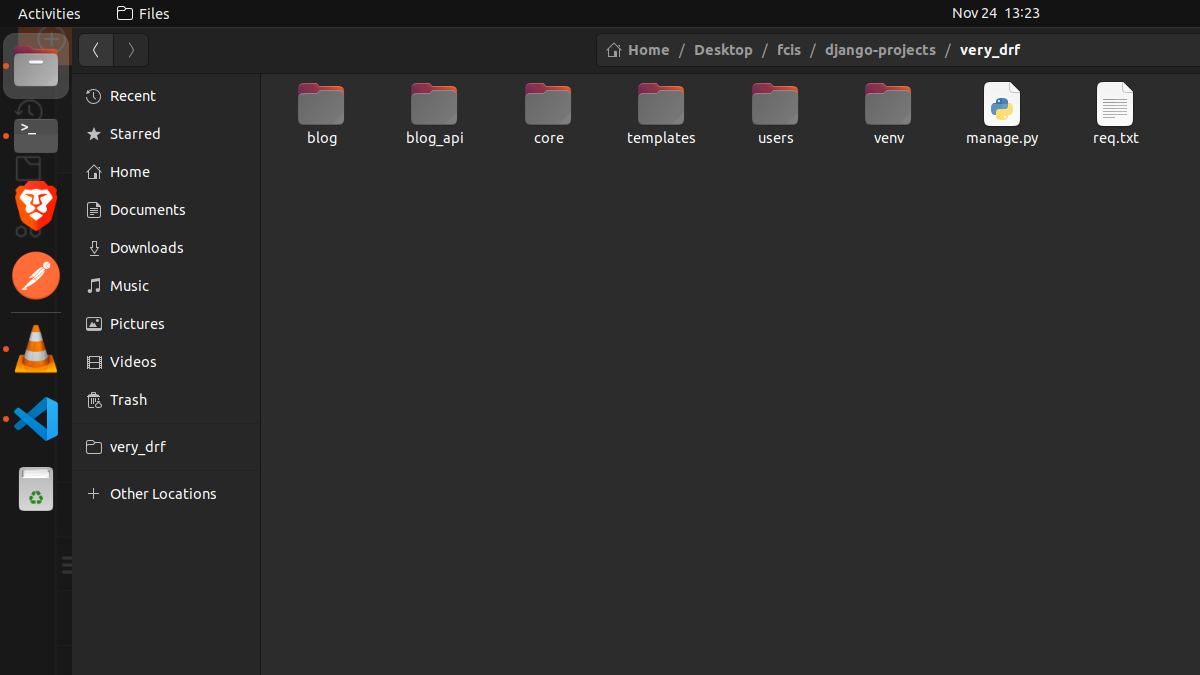 Activities Files Nov 24 13:23
Home / Desktop / fcis / django-projects / very_drf
Recent
Starred
Home
Documents
Downloads
Music
Pictures
Videos
Trash
very_drf
Other Locations
blog blog_api core templates users venv manage.py req.txt
>_